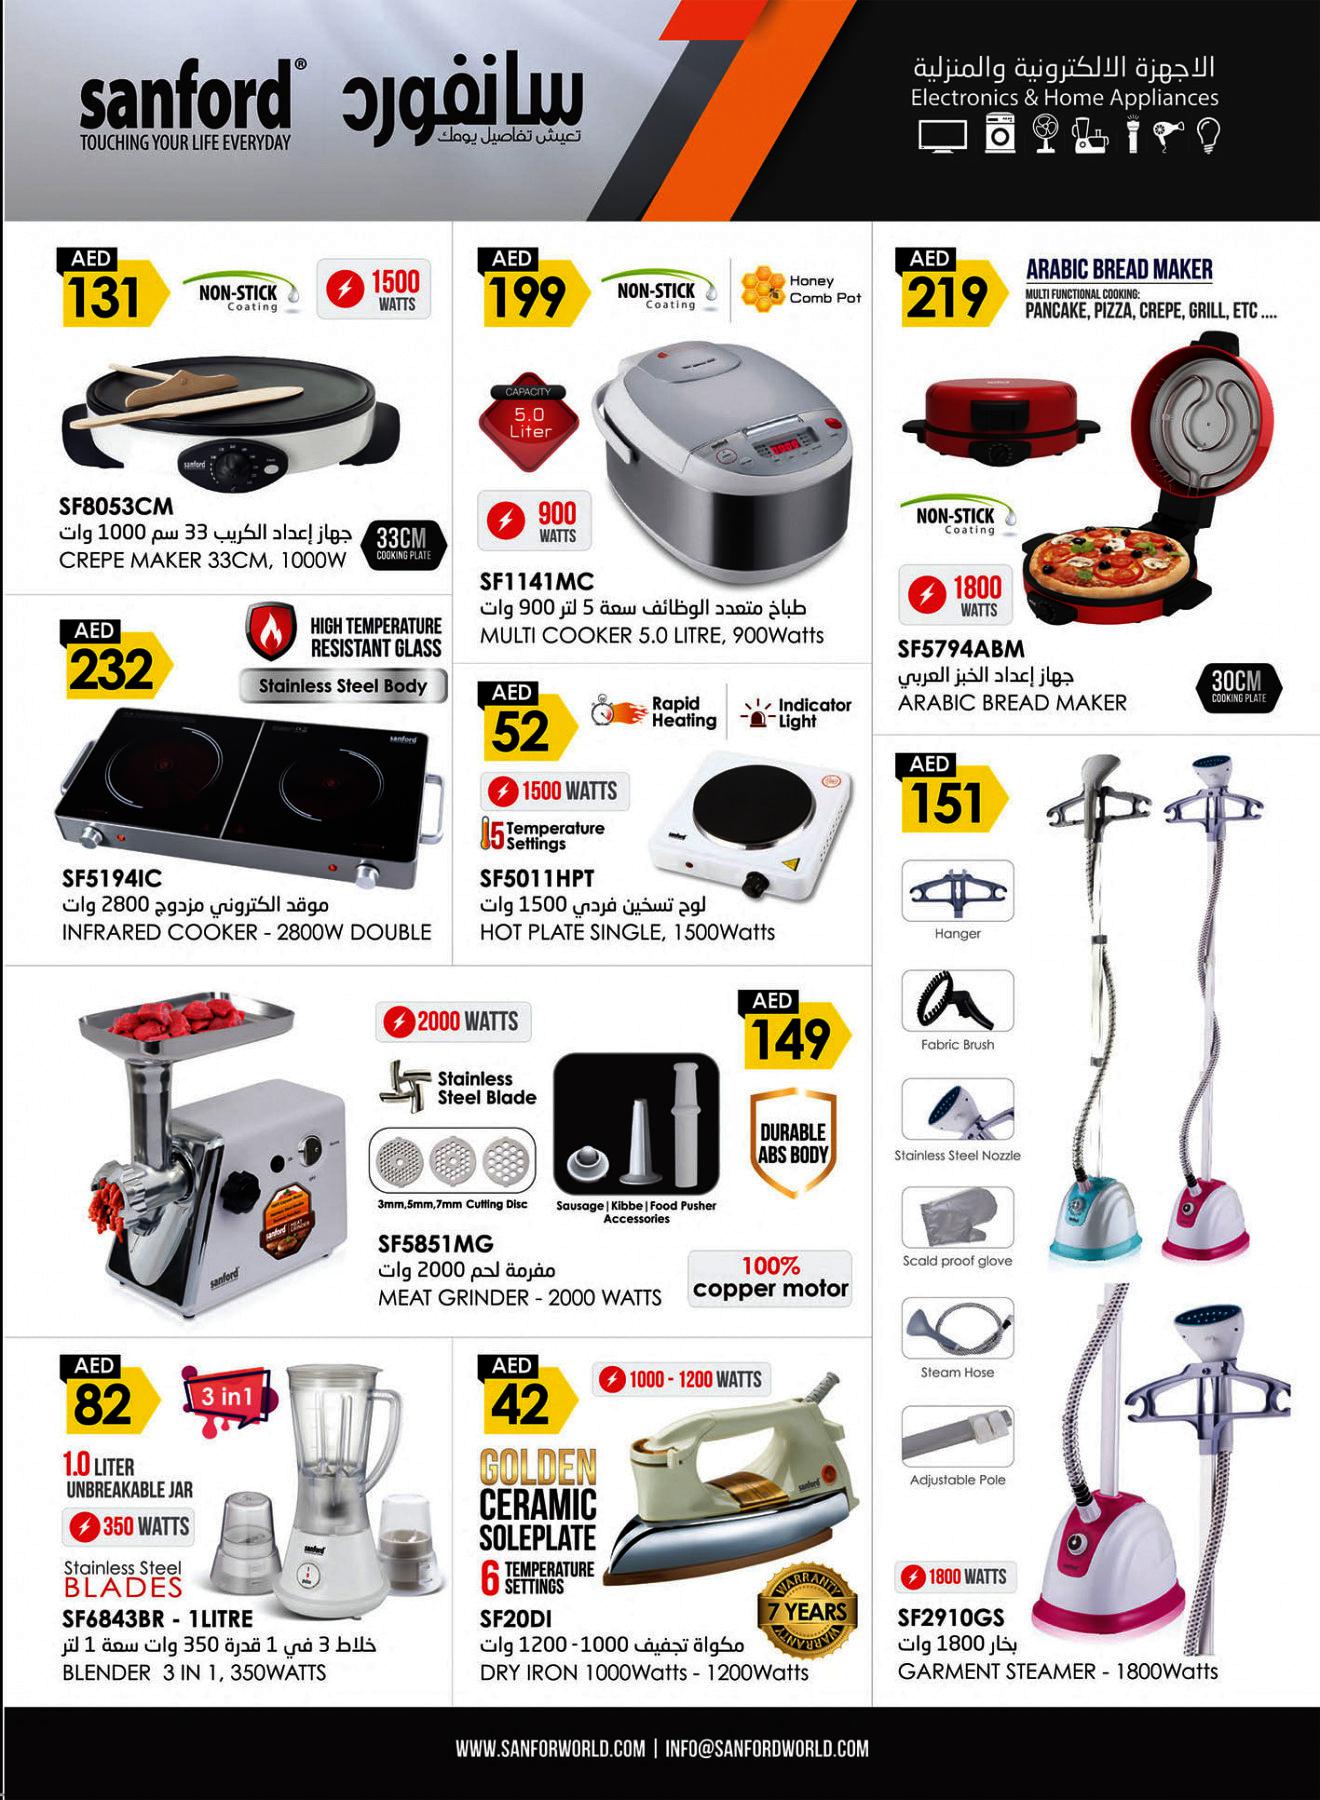 sanford®
TOUCHING YOUR LIFE EVERYDAY
سانفورد
تعيش تفاصيل يومك
الاجهزة الالكترونية والمنزلية
Electronics & Home Appliances
AED
131
NON-STICK
Coating
1500
WATTS
sanford
SF8053CM
جهاز إعداد الكريب 33 سم 1000 وات
CREPE MAKER 33CM, 1000W
33CM
COOKING PLATE
AED
199
NON-STICK
Coating
Honey
Comb Pot
CAPACITY
5.0
Liter
900
WATTS
SF1141MC
طباخ متعدد الوظائف سعة 5 لتر 900 وات
MULTI COOKER 5.0 LITRE, 900Watts
AED
219
ARABIC BREAD MAKER
MULTI FUNCTIONAL COOKING:
PANCAKE, PIZZA, CREPE, GRILL, ETC ....
NON-STICK
Coating
1800
WATTS
SF5794ABM
جهاز إعداد الخبز العربي
ARABIC BREAD MAKER
30CM
COOKING PLATE
AED
232
HIGH TEMPERATURE
RESISTANT GLASS
Stainless Steel Body
sanford
SF5194IC
موقد الكتروني مزدوج 2800 وات
INFRARED COOKER - 2800W DOUBLE
AED
52
Rapid
Heating
Indicator
Light
1500 WATTS
5 Temperature
Settings
sanford
SF5011HPT
لوح تسخين فردي 1500 وات
HOT PLATE SINGLE, 1500Watts
AED
151
Hanger
Fabric Brush
Stainless Steel Nozzle
Scald proof glove
Steam Hose
Adjustable Pole
1800 WATTS
SF2910GS
بخار 1800 وات
GARMENT STEAMER - 1800Watts
2000 WATTS
AED
149
Stainless
Steel Blade
3mm,5mm,7mm Cutting Disc
Sausage | Kibbe | Food Pusher
Accessories
DURABLE
ABS BODY
sanford
MEAT
GRINDER
sanford
SF5851MG
مفرمة لحم 2000 وات
MEAT GRINDER - 2000 WATTS
100%
copper motor
AED
82
3 in1
1.0 LITER
UNBREAKABLE JAR
350 WATTS
Stainless Steel
BLADES
sanford
SF6843BR - 1LITRE
خلاط 3 في 1 قدرة 350 وات سعة 1 لتر
BLENDER 3 IN 1, 350WATTS
AED
42
1000 - 1200 WATTS
GOLDEN
CERAMIC
SOLEPLATE
6 TEMPERATURE
SETTINGS
sanford
WARRANTY
7 YEARS
WARRANTY
SF20DI
مكواة تجفيف 1000- 1200 وات
DRY IRON 1000Watts - 1200Watts
WWW.SANFORWORLD.COM | INFO@SANFORDWORLD.COM